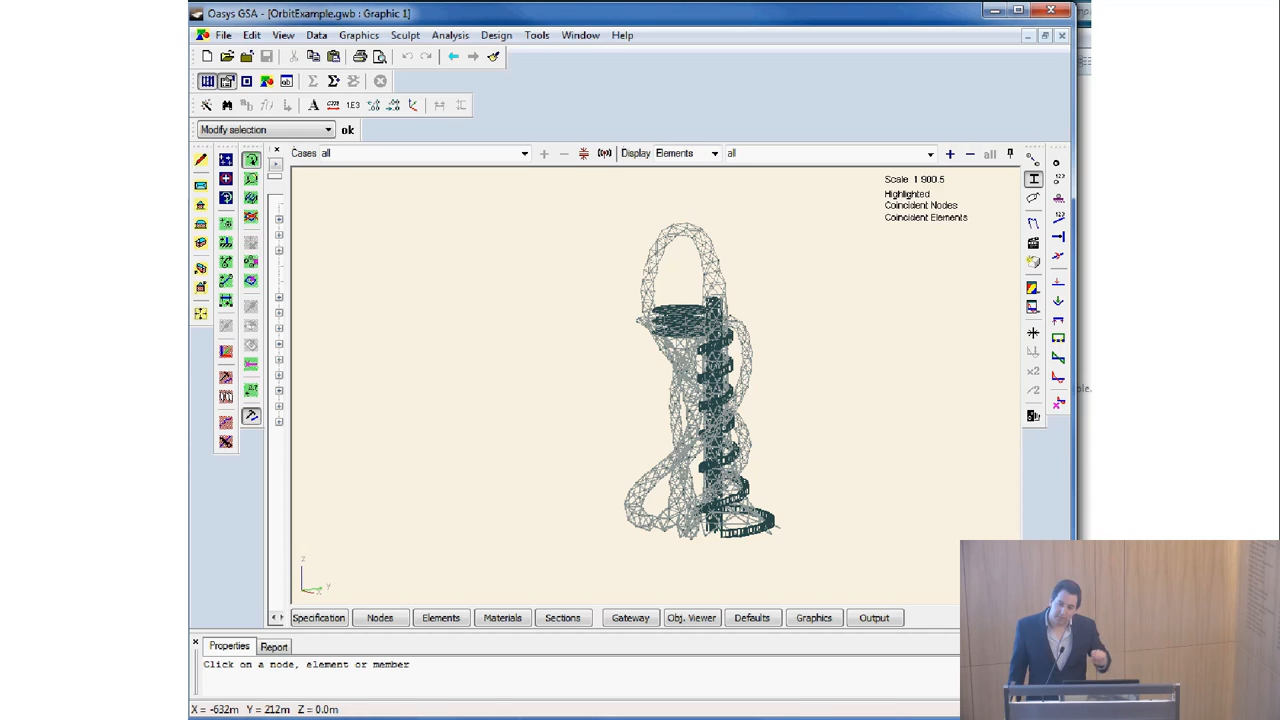 Oasys GSA - [OrbitExample.gwb : Graphic 1]
File Edit View Data Graphics Sculpt Analysis Design Tools Window Help
Modify selection ok
Cases all Display Elements all
Scale 1:900.5
Highlighted
Coincident Nodes
Coincident Elements
z
y
x
Specification Nodes Elements Materials Sections Gateway Obj. Viewer Defaults Graphics Output
Properties Report
Click on a node, element or member
X = -632m Y = 212m Z = 0.0m